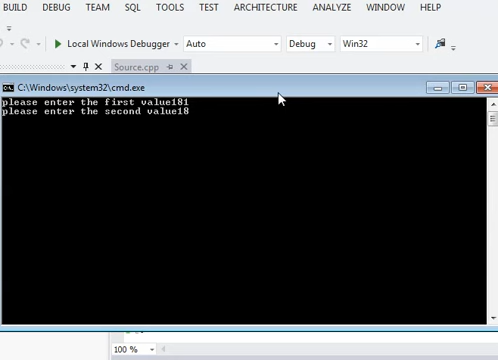 BUILD DEBUG TEAM SQL TOOLS TEST ARCHITECTURE ANALYZE WINDOW HELP
Local Windows Debugger Auto Debug Win32
Source.cpp
C:\Windows\system32\cmd.exe
please enter the first value181
please enter the second value18
100 %